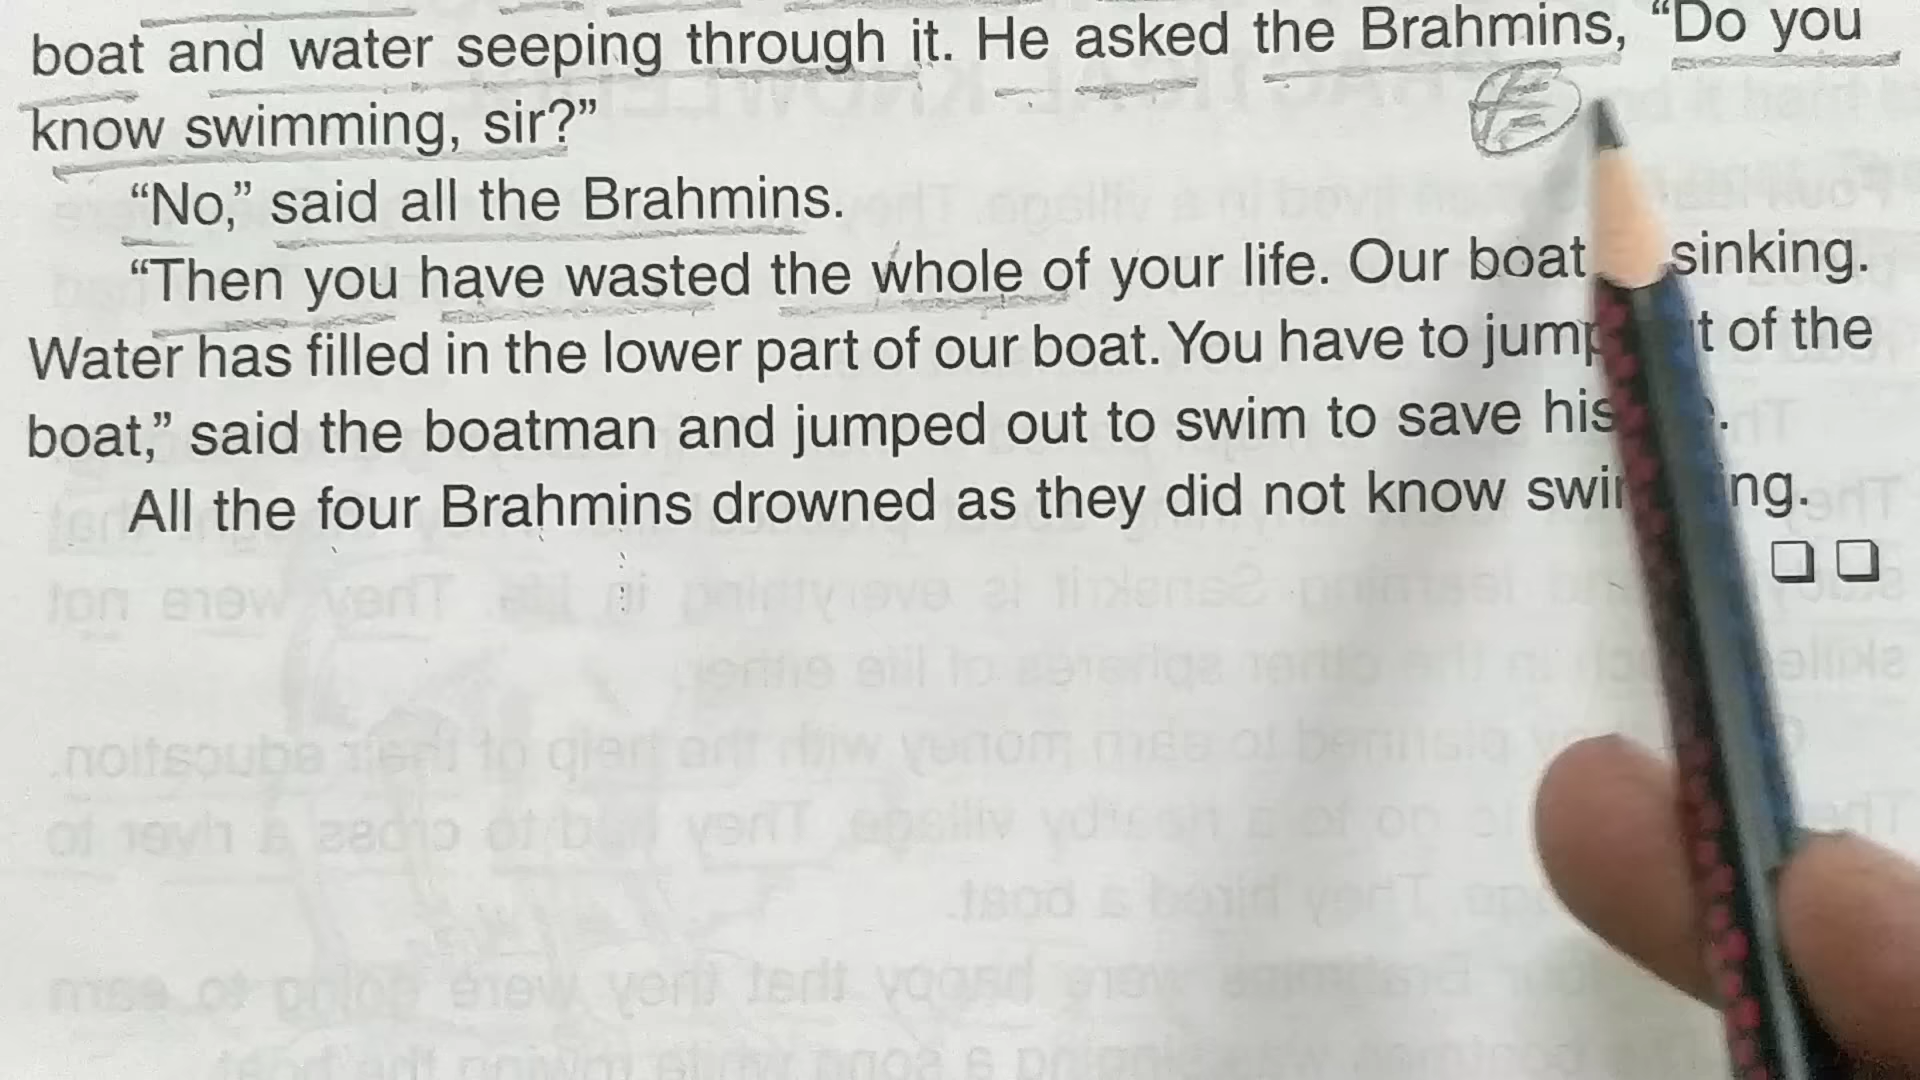 boat and water seeping through it. He asked the Brahmins, “Do you
know swimming, sir?”
“No,” said all the Brahmins.
“Then you have wasted the whole of your life. Our boat sinking.
Water has filled in the lower part of our boat. You have to jump of the
boat,” said the boatman and jumped out to swim to save his
All the four Brahmins drowned as they did not know